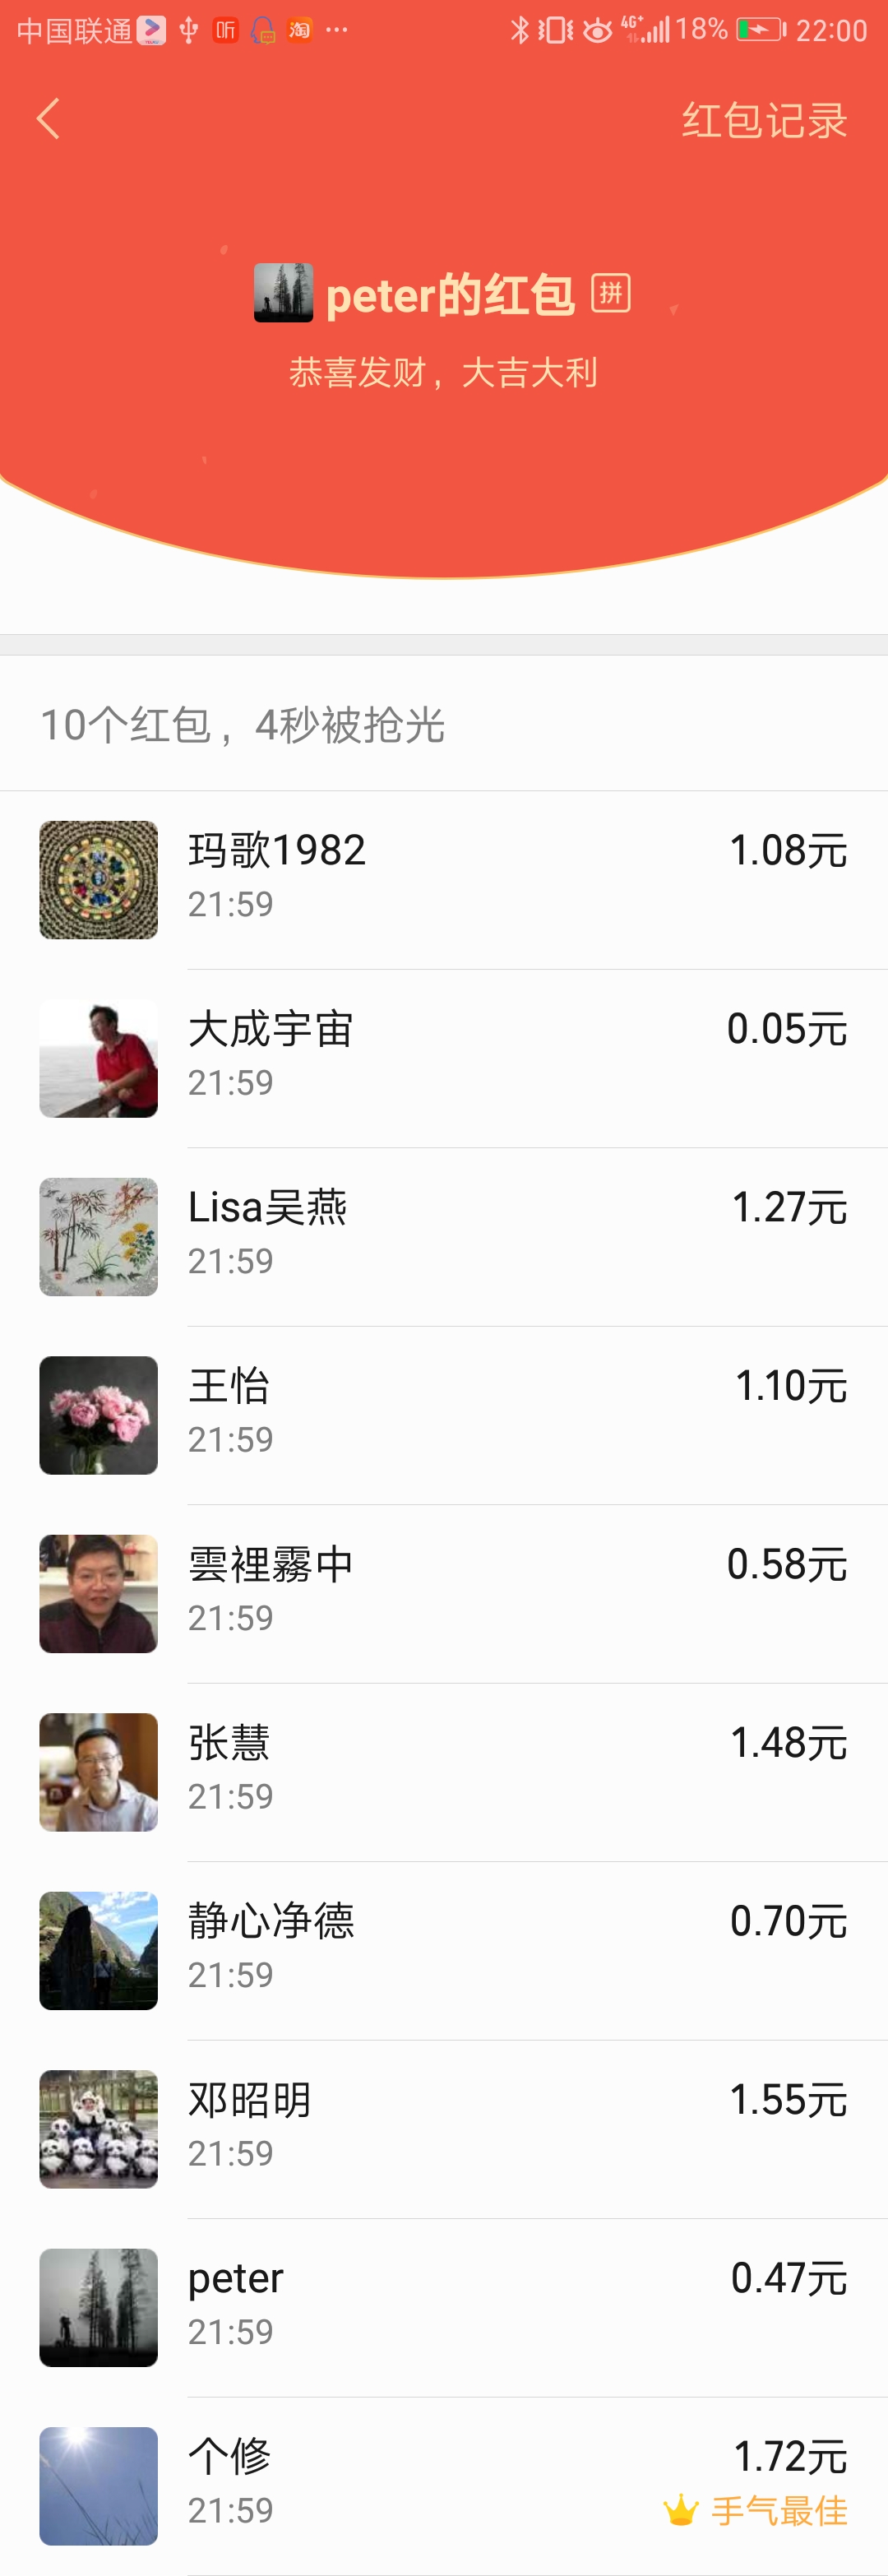 中国联通 听 淘 ... 4G+ 18% 22:00
红包记录
peter的红包 拼
恭喜发财，大吉大利
10个红包，4秒被抢光
玛歌1982 1.08元
21:59
大成宇宙 0.05元
21:59
Lisa吴燕 1.27元
21:59
王怡 1.10元
21:59
雲裡霧中 0.58元
21:59
张慧 1.48元
21:59
静心净德 0.70元
21:59
邓昭明 1.55元
21:59
peter 0.47元
21:59
个修 1.72元
21:59 手气最佳